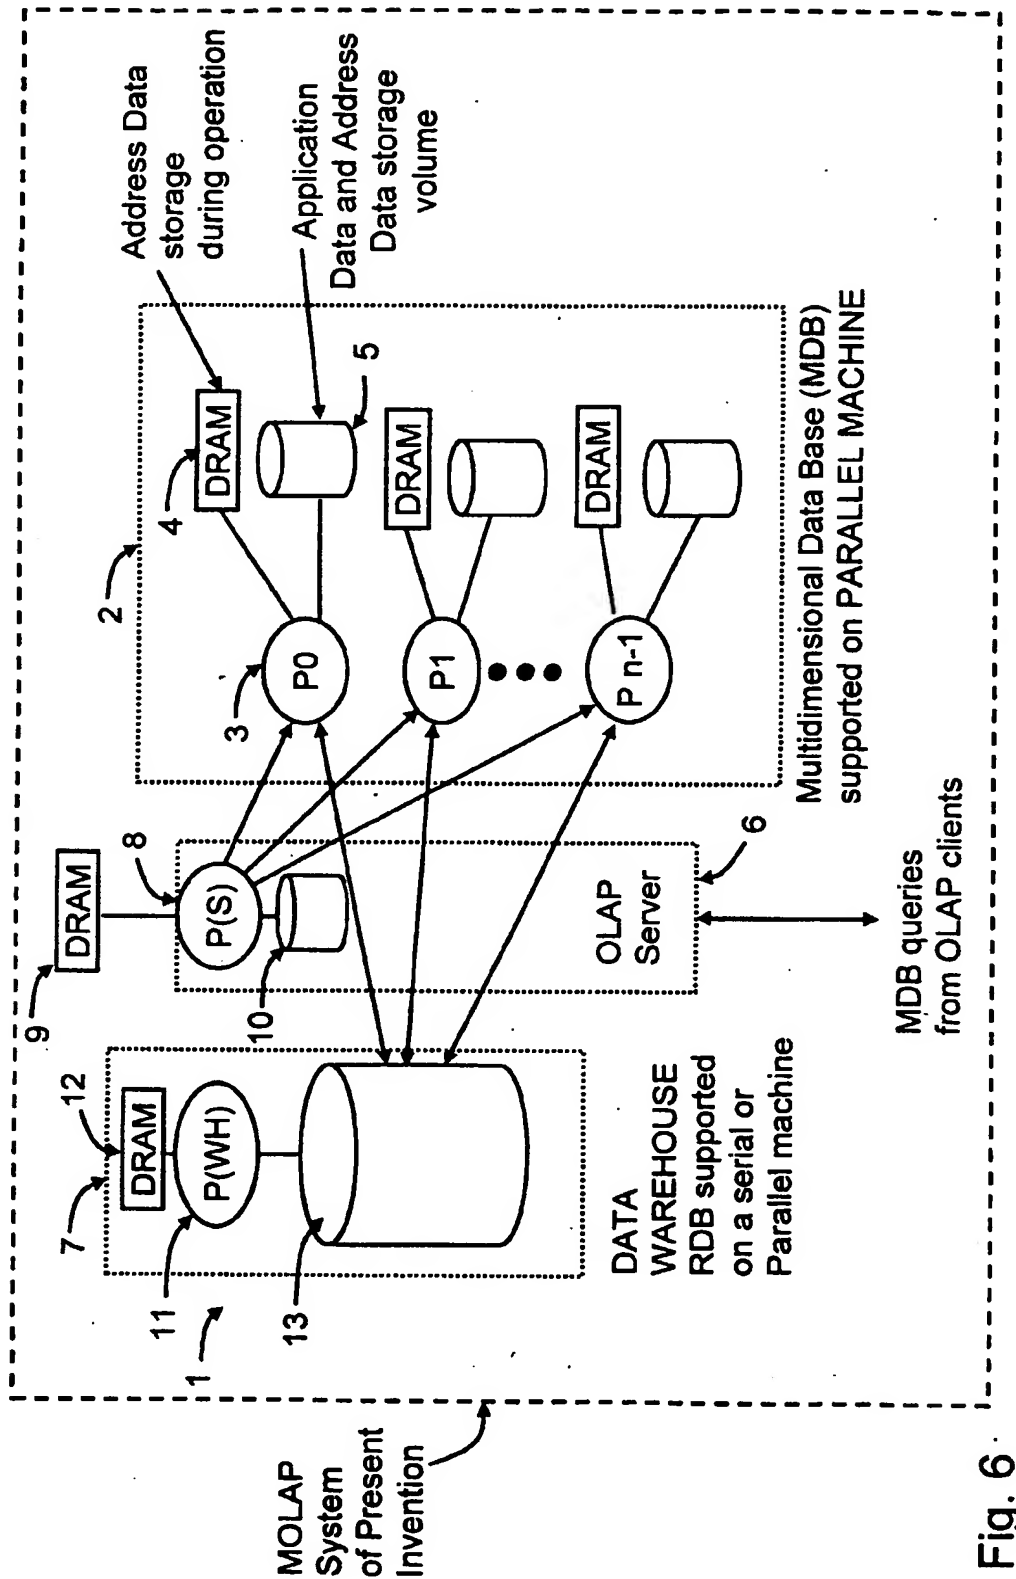 MOLAP
System
of Present
Invention
1
7
12
DRAM
11
P(WH)
13
DATA
WAREHOUSE
RDB supported
on a serial or
Parallel machine
9
DRAM
8
P(S)
10
OLAP
Server
6
MDB queries
from OLAP clients
2
3
P0
4
DRAM
5
P1
DRAM
P n-1
DRAM
Address Data
storage
during operation
Application
Data and Address
Data storage
volume
Multidimensional Data Base (MDB)
supported on PARALLEL MACHINE
Fig. 6